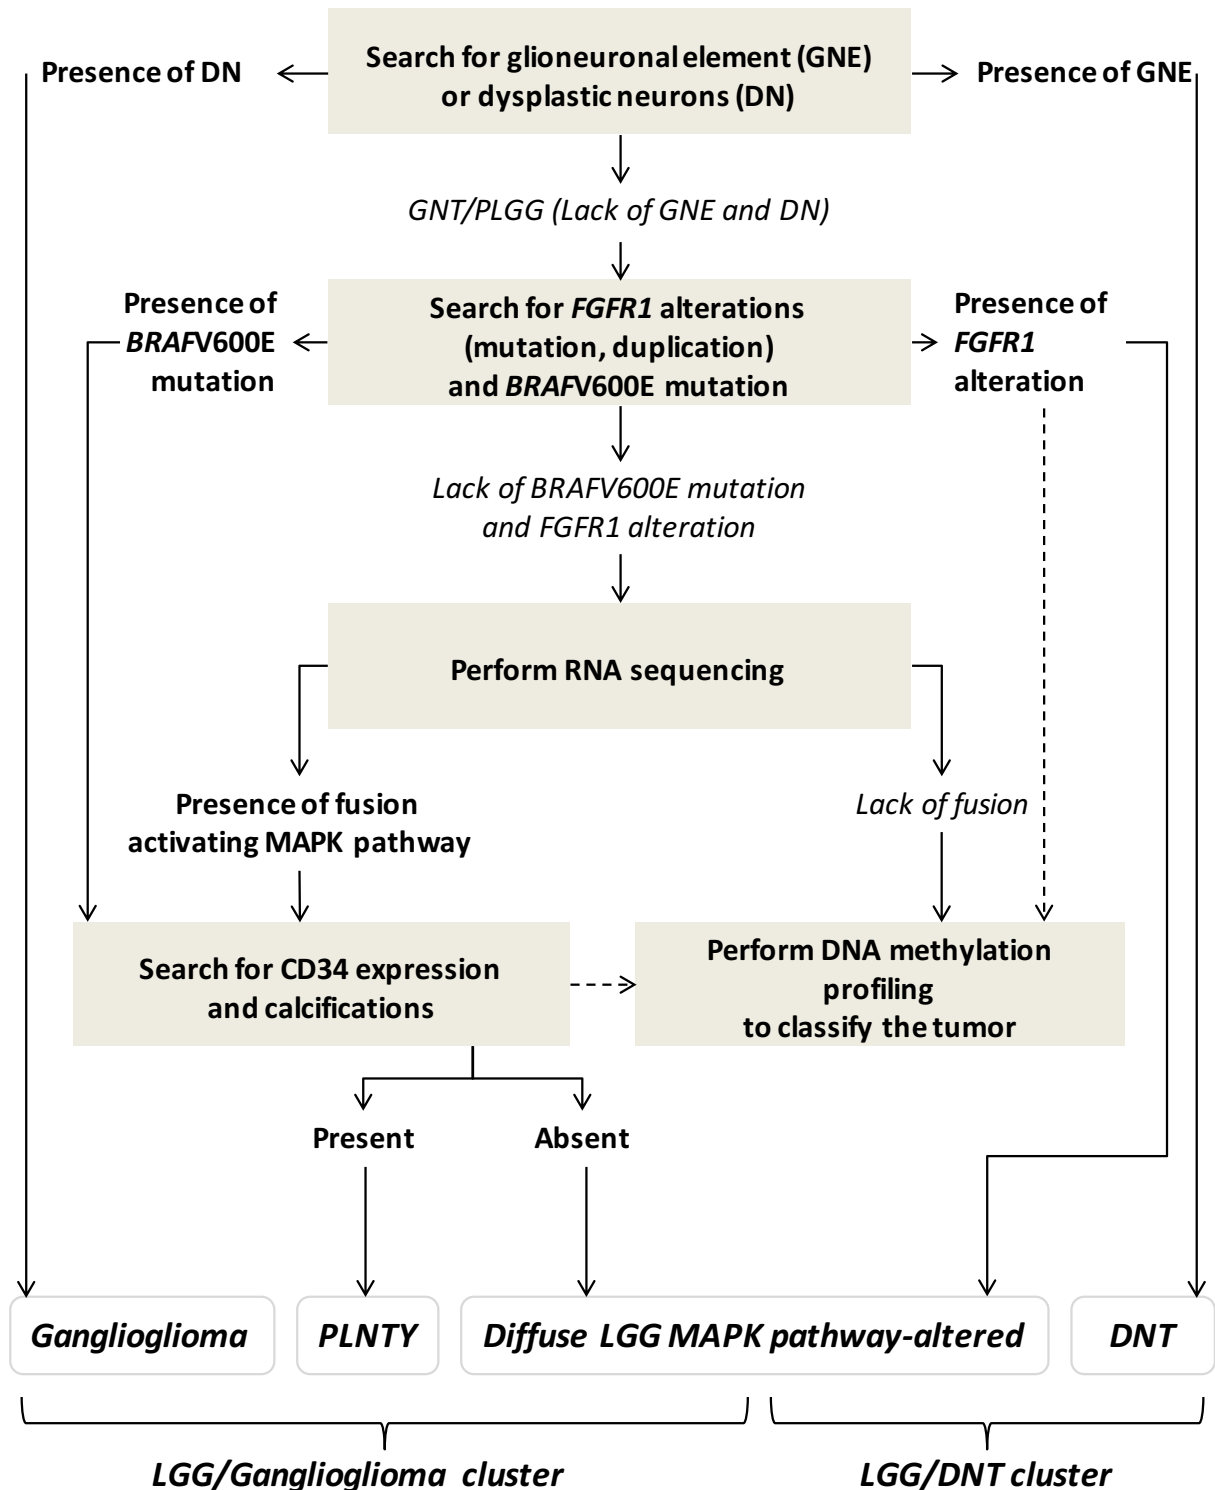 Search for glioneuronal element (GNE)
or dysplastic neurons (DN)
Presence of DN
Presence of GNE
GNT/PLGG (Lack of GNE and DN)
Presence of
BRAFV600E
mutation
Search for FGFR1 alterations
(mutation, duplication)
and BRAFV600E mutation
Presence of
FGFR1
alteration
Lack of BRAFV600E mutation
and FGFR1 alteration
Perform RNA sequencing
Presence of fusion
activating MAPK pathway
Lack of fusion
Search for CD34 expression
and calcifications
Perform DNA methylation
profiling
to classify the tumor
Present
Absent
Ganglioglioma
PLNTY
Diffuse LGG MAPK pathway-altered
DNT
LGG/Ganglioglioma cluster
LGG/DNT cluster